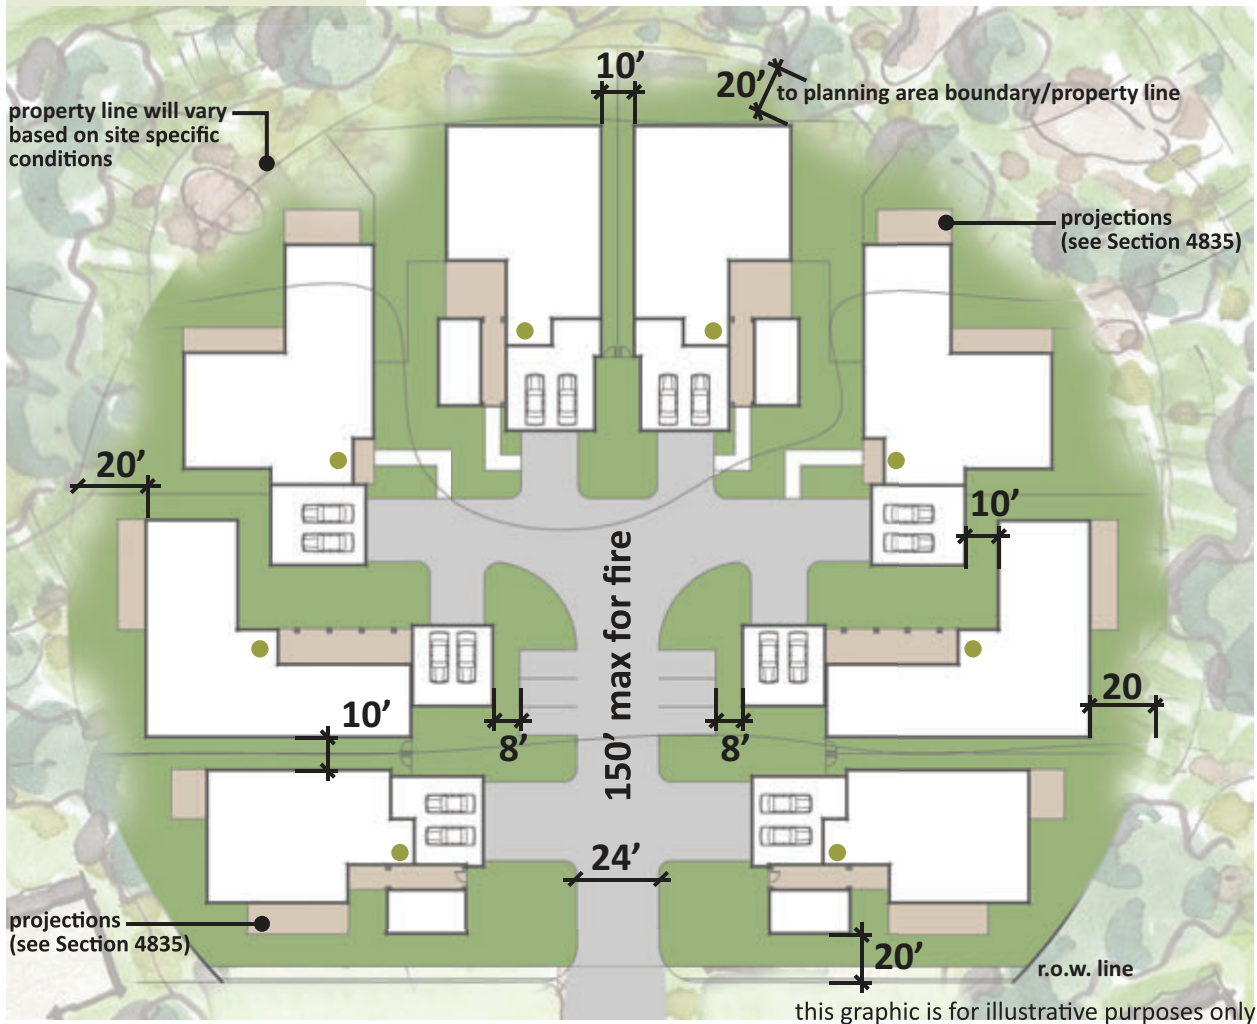 10’
20’
to planning area boundary/property line
property line will vary
based on site specific
conditions
projections
(see Section 4835)
20’
10’
150’ max for fire
20
10’
8’
8’
24’
projections
(see Section 4835)
20’
r.o.w. line
this graphic is for illustrative purposes only